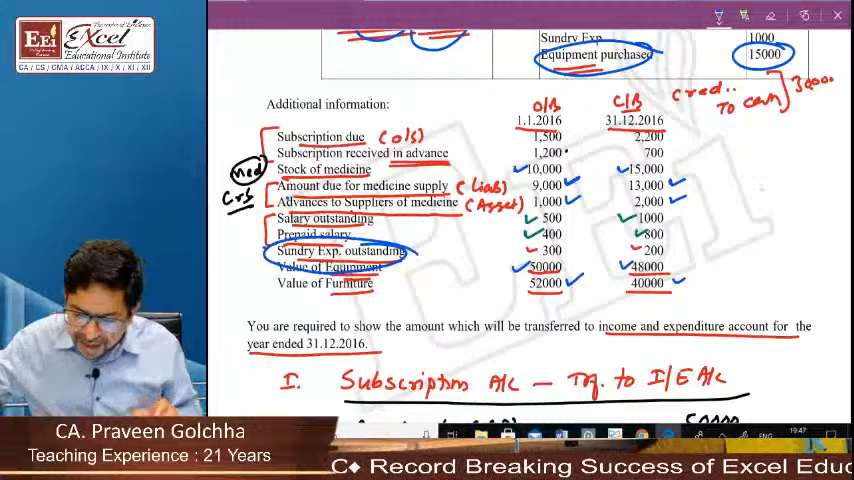 The essence of Excellence
EEi Excel
Educational Institute
CA / CS / CMA / ACCA / IX / X / XI / XII
Sundry Exp 1000
Equipment purchased 15000
Cred..
To cash
30000
Additional information: O/B C/B
1.1.2016 31.12.2016
Subscription due (O/S) 1,500 2,200
Subscription received in advance 1,200 700
med Stock of medicine 10,000 15,000
Crs Amount due for medicine supply (Liab) 9,000 13,000
Advances to Suppliers of medicine (Asset) 1,000 2,000
Salary outstanding 500 1000
Prepaid salary 400 800
Sundry Exp. outstanding 300 200
Value of Equipment 50000 48000
Value of Furniture 52000 40000
You are required to show the amount which will be transferred to income and expenditure account for the
year ended 31.12.2016.
I. Subscription A/c – Trf. to I/E A/c
50000
ENG 19:47
CA. Praveen Golchha
Teaching Experience : 21 Years
C♦ Record Breaking Success of Excel Educ